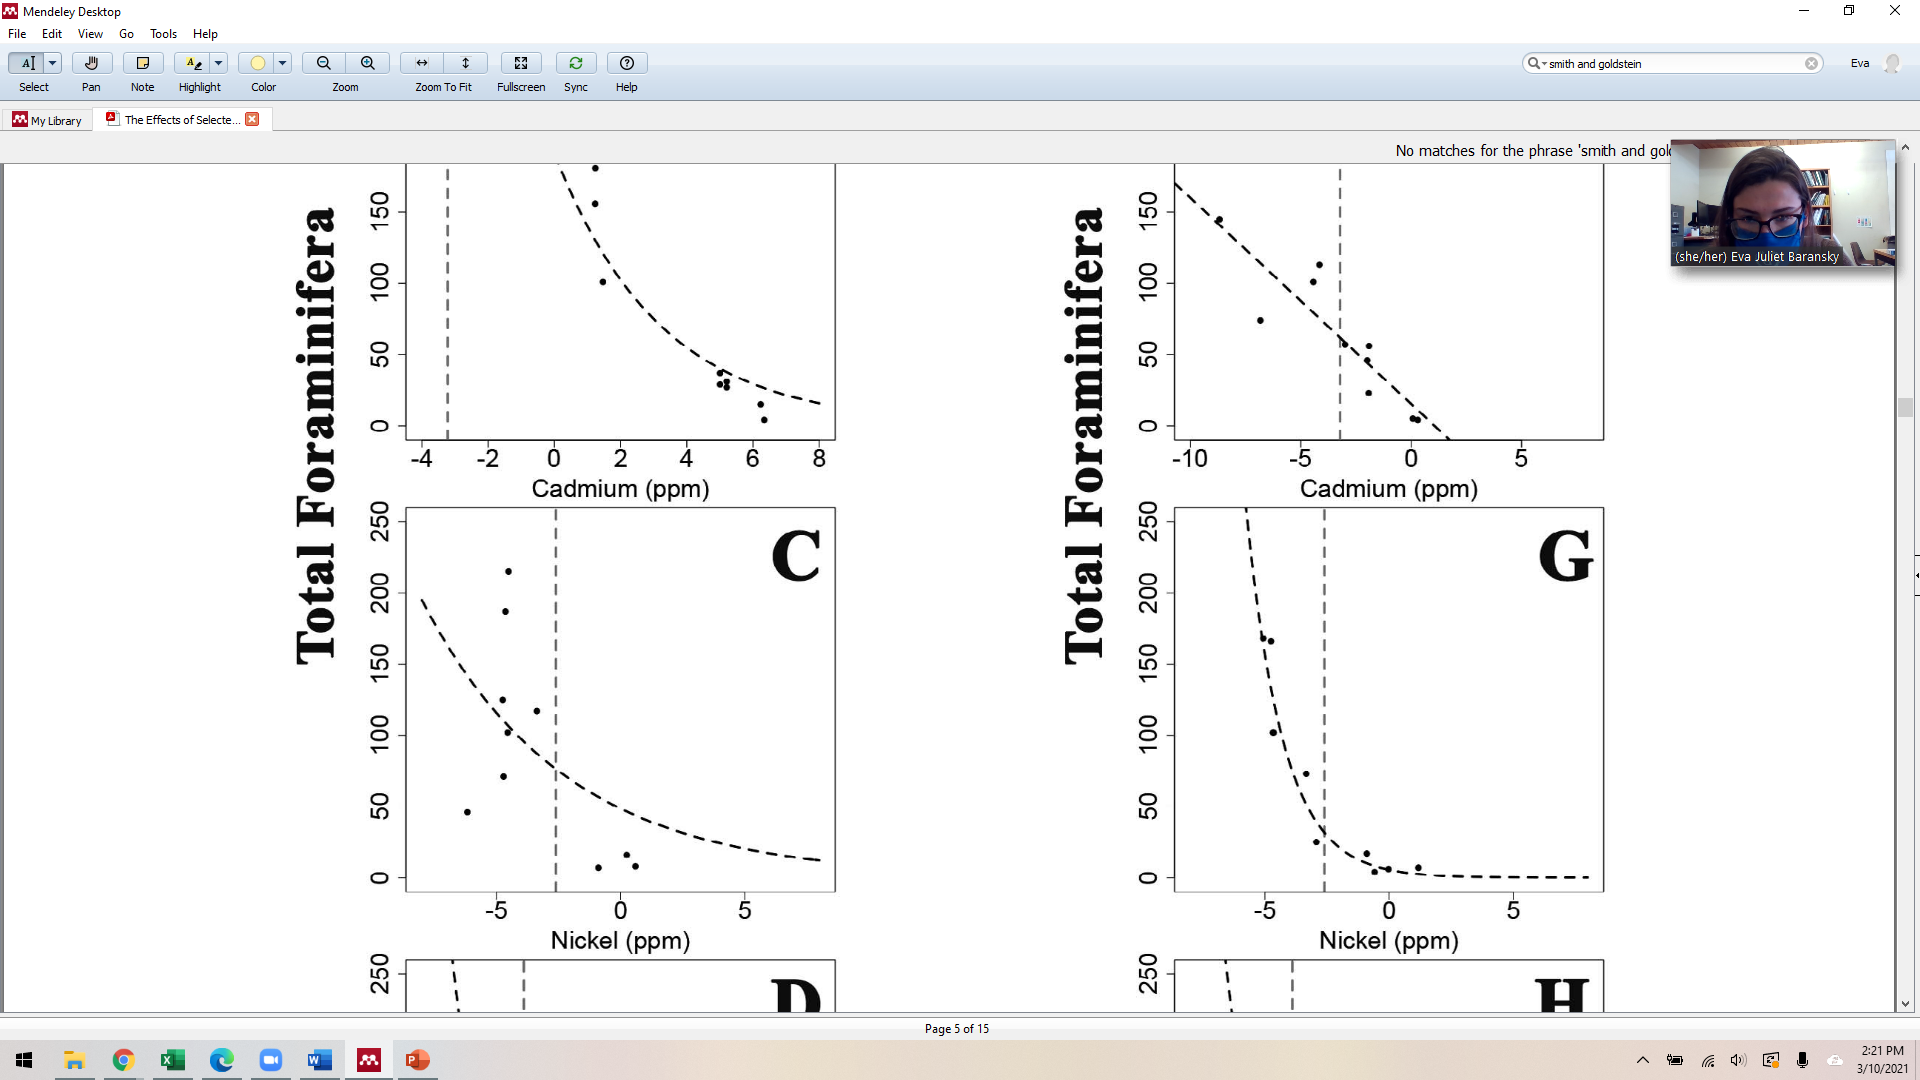 Mendeley Desktop
File Edit View Go Tools Help
smith and goldstein
Eva
Select Pan Note Highlight Color Zoom Zoom To Fit Fullscreen Sync Help
My Library
The Effects of Selecte...
No matches for the phrase 'smith and gol
(she/her) Eva Juliet Baransky
Total Foraminifera
150
100
50
0
-4 -2 0 2 4 6 8
Cadmium (ppm)
Total Foraminifera
150
100
50
0
-10 -5 0 5
Cadmium (ppm)
C
250
200
150
100
50
0
-5 0 5
Nickel (ppm)
G
250
200
150
100
50
0
-5 0 5
Nickel (ppm)
250
D
250
H
Page 5 of 15
2:21 PM
3/10/2021